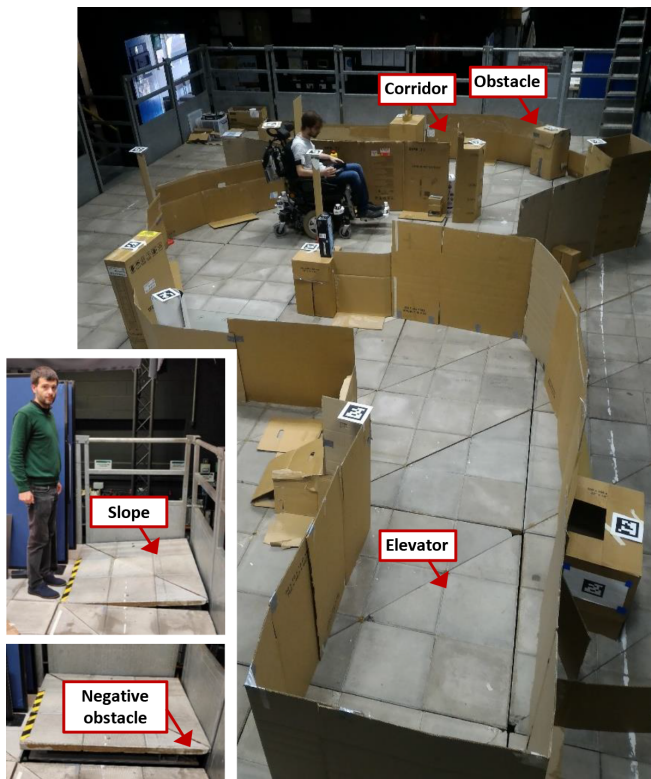 Corridor
Obstacle
Slope
Elevator
Negative
obstacle